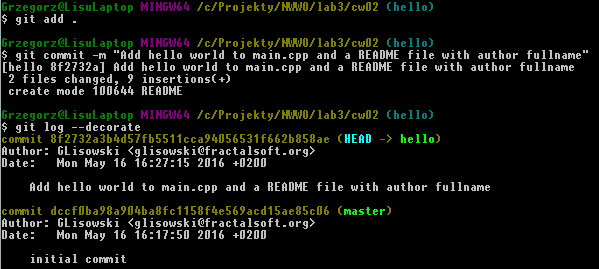 Grzegorz@LisuLaptop MINGW64 /c/Projekty/NWWO/lab3/cw02 (hello)
$ git add .
Grzegorz@LisuLaptop MINGW64 /c/Projekty/NWWO/lab3/cw02 (hello)
$ git commit -m "Add hello world to main.cpp and a README file with author fullname"
[hello 8f2732a] Add hello world to main.cpp and a README file with author fullname
2 files changed, 9 insertions(+)
create mode 100644 README
Grzegorz@LisuLaptop MINGW64 /c/Projekty/NWWO/lab3/cw02 (hello)
$ git log --decorate
commit 8f2732a3b4d57fb5511cca94056531f662b858ae (HEAD -> hello)
Author: GLisowski <glisowski@fractalsoft.org>
Date:   Mon May 16 16:27:15 2016 +0200
Add hello world to main.cpp and a README file with author fullname
commit dccf0ba98a904ba8fc1158f4e569acd15ae85c06 (master)
Author: GLisowski <glisowski@fractalsoft.org>
Date:   Mon May 16 16:17:50 2016 +0200
initial commit